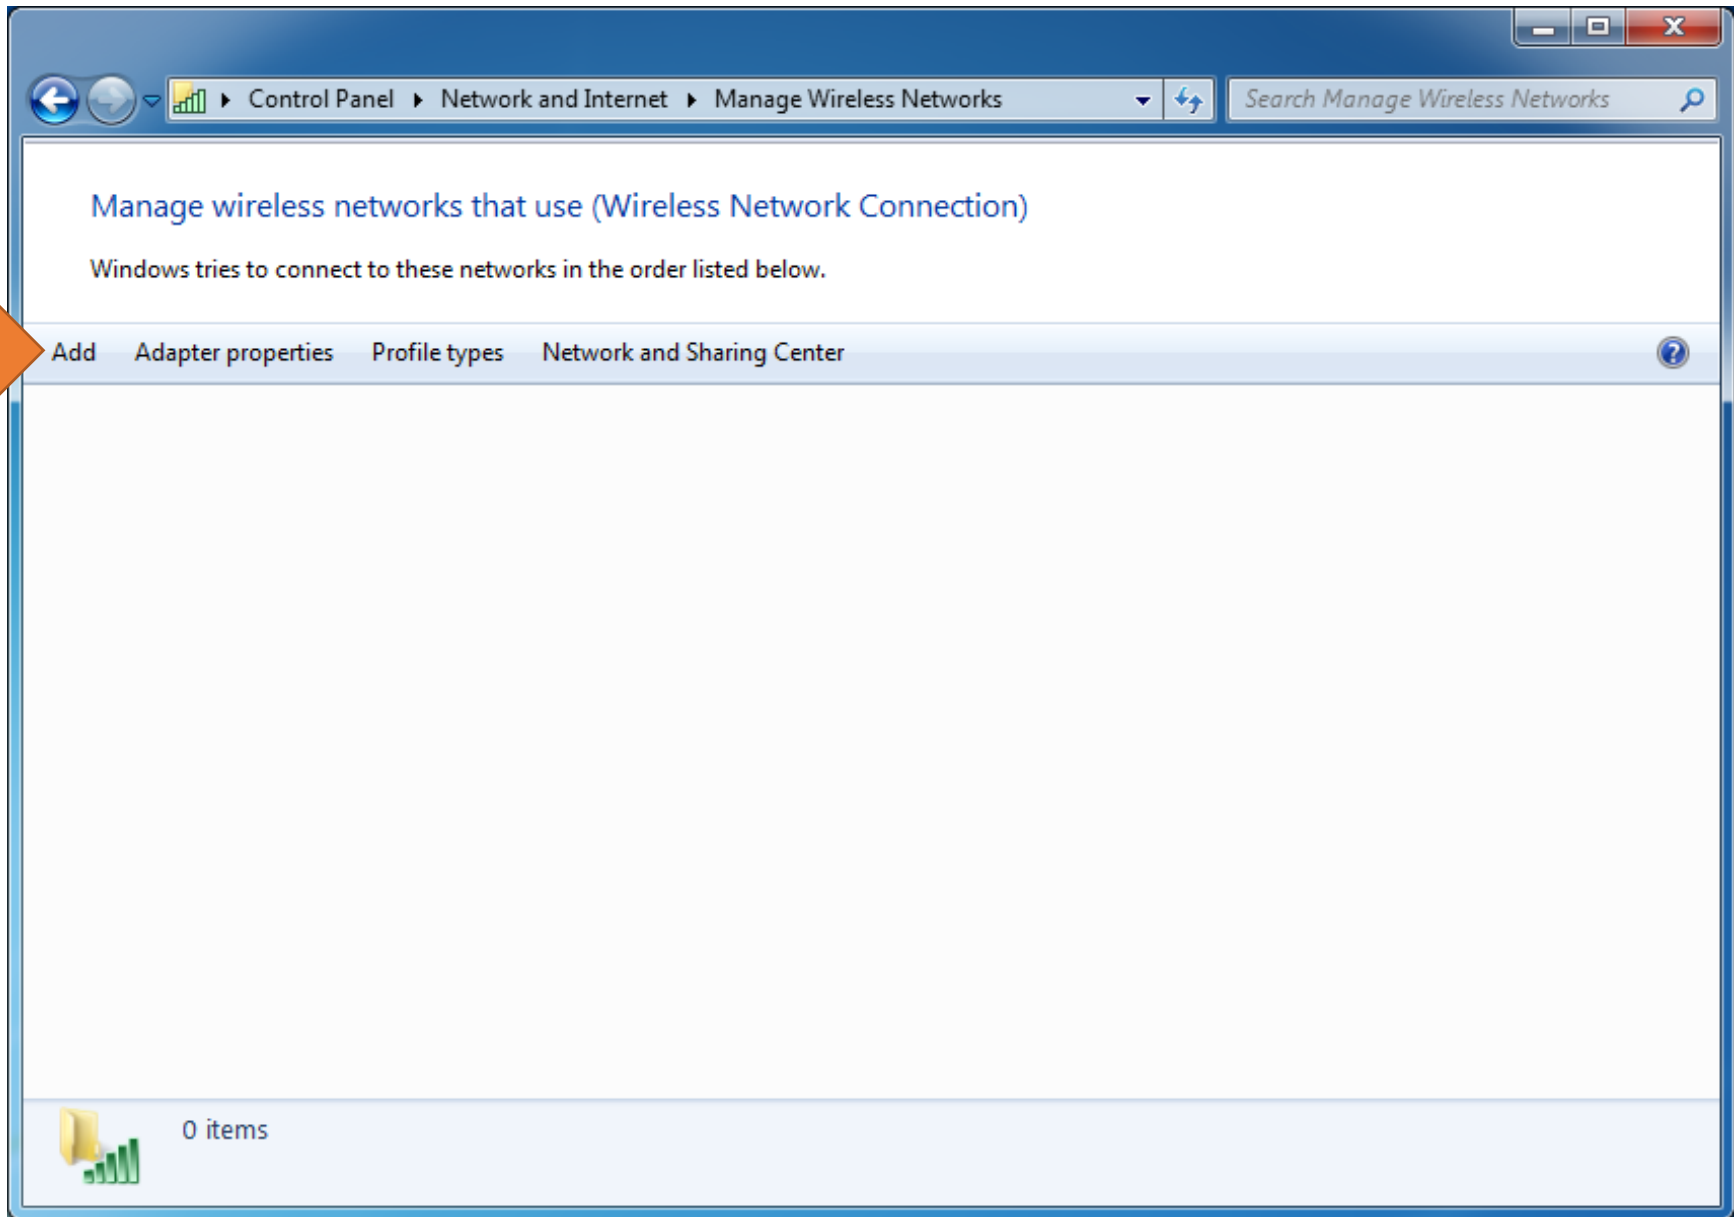 Control Panel Network and Internet Manage Wireless Networks Search Manage Wireless Networks
Manage wireless networks that use (Wireless Network Connection)
Windows tries to connect to these networks in the order listed below.
Add Adapter properties Profile types Network and Sharing Center
0 items